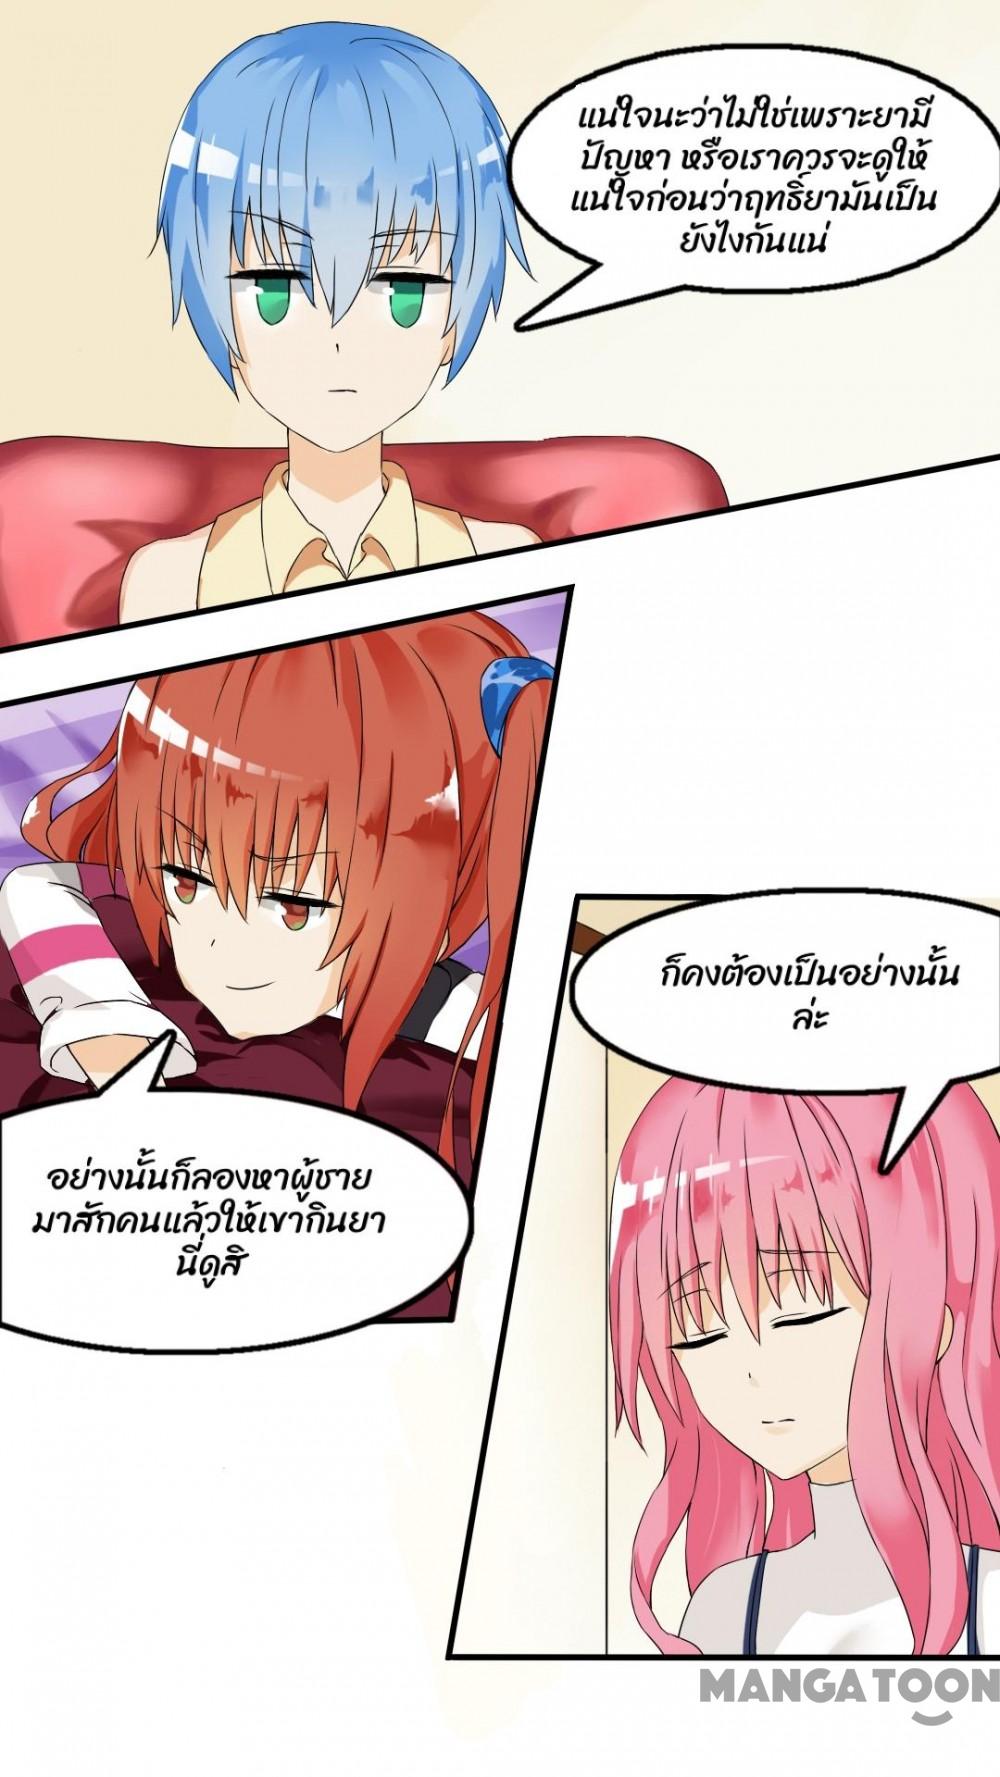 แน่ใจนะว่าไม่ใช่เพราะยามี
ปัญหา หรือเราควรจะดูให้
แน่ใจก่อนว่าฤทธิ์ยามันเป็น
ยังไงกันแน่
ก็คงต้องเป็นอย่างนั้น
ล่ะ
อย่างนั้นก็ลองหาผู้ชาย
มาสักคนแล้วให้เขากินยา
นี่ดูสิ
MANGATOON